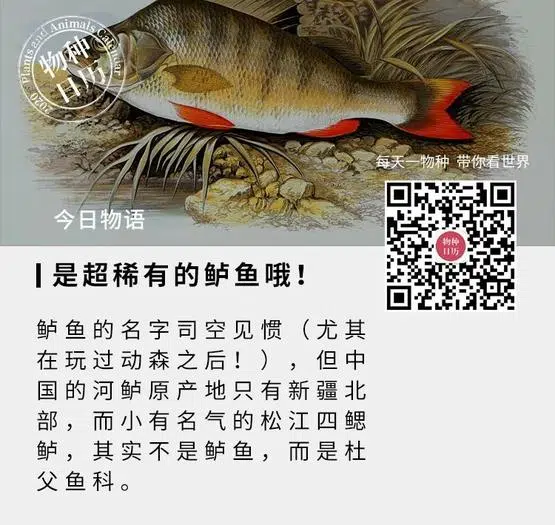 Plants and Animals Calendar
物种
日历
2020
每天一物种 带你看世界
今日物语
物种
日历
是超稀有的鲈鱼哦！
鲈鱼的名字司空见惯（尤其
在玩过动森之后！），但中
国的河鲈原产地只有新疆北
部，而小有名气的松江四鳃
鲈，其实不是鲈鱼，而是杜
父鱼科。